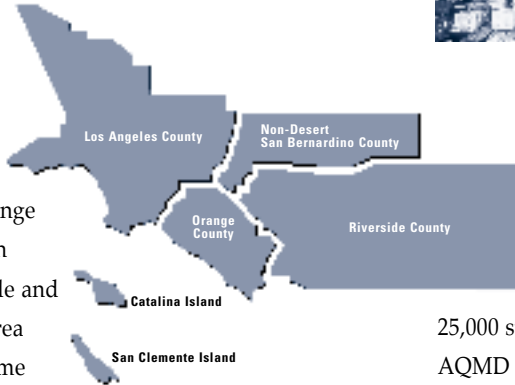 Los Angeles County
Non-Desert
San Bernardino County
Orange
County
Riverside County
Catalina Island
San Clemente Island
nge
n
le and
rea
me
25,000 s
AQMD